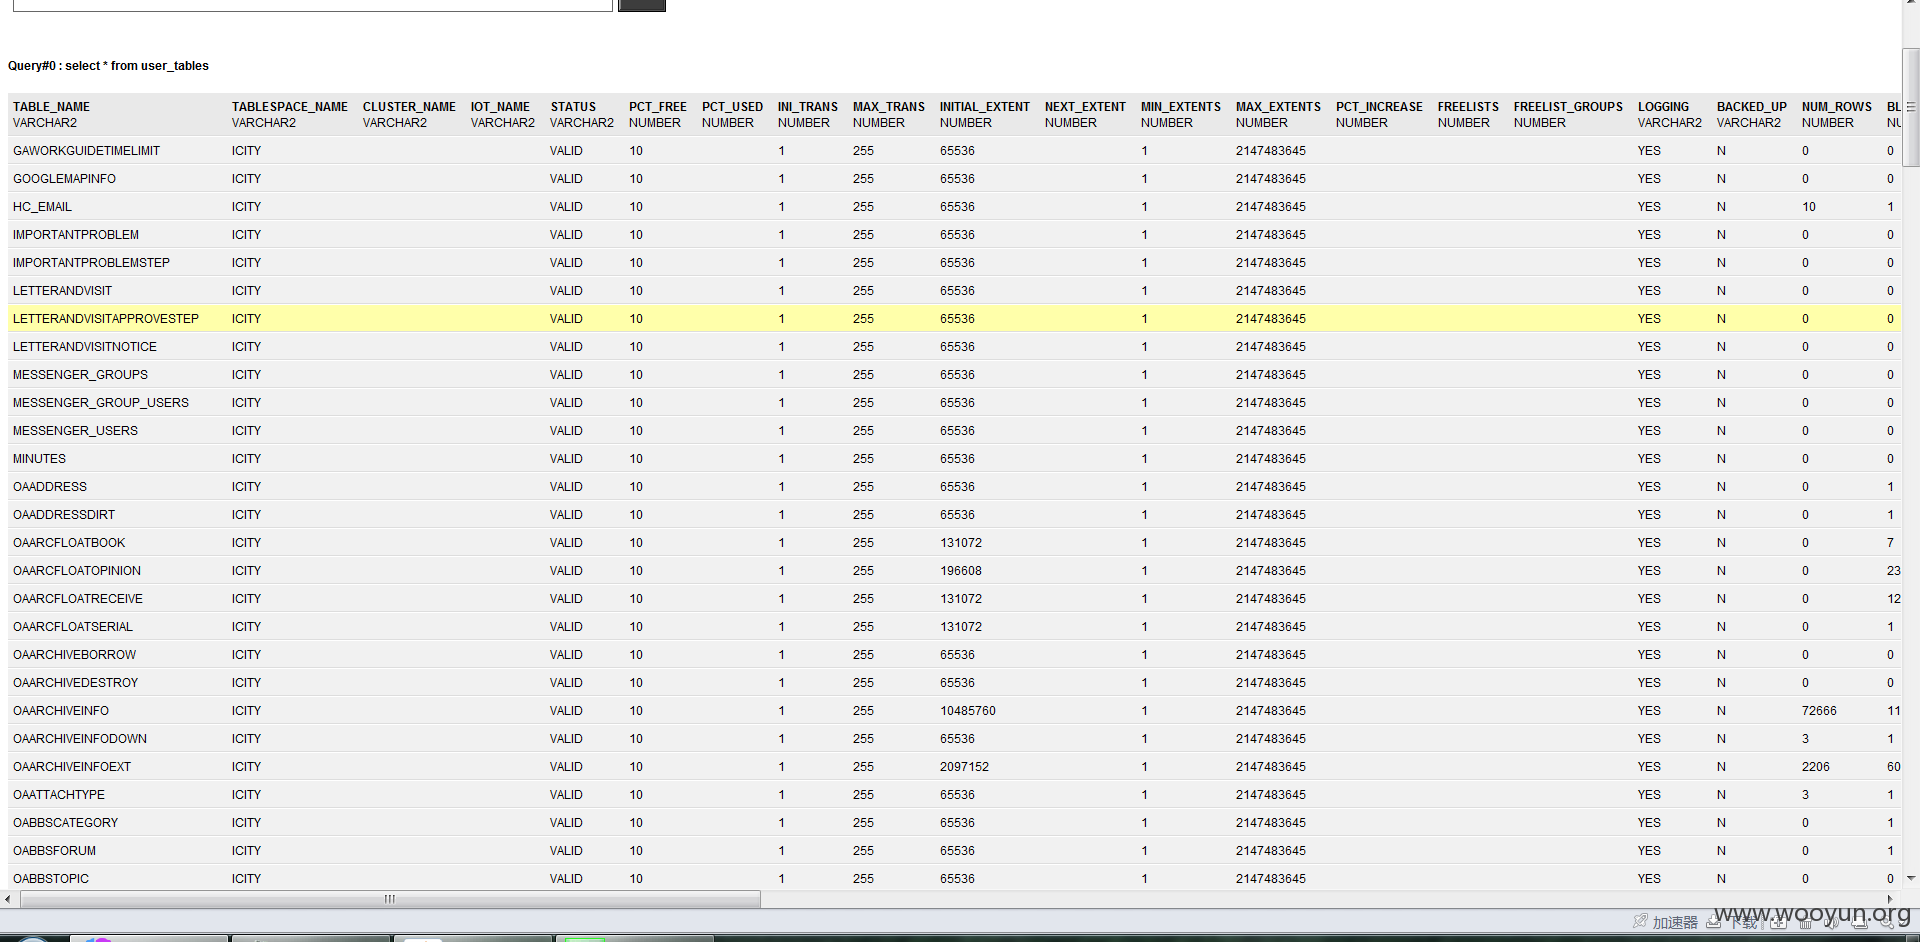 Query#0 : select * from user_tables
TABLE_NAME TABLESPACE_NAME CLUSTER_NAME IOT_NAME STATUS PCT_FREE PCT_USED INI_TRANS MAX_TRANS INITIAL_EXTENT NEXT_EXTENT MIN_EXTENTS MAX_EXTENTS PCT_INCREASE FREELISTS FREELIST_GROUPS LOGGING BACKED_UP NUM_ROWS BL
VARCHAR2 VARCHAR2 VARCHAR2 VARCHAR2 VARCHAR2 NUMBER NUMBER NUMBER NUMBER NUMBER NUMBER NUMBER NUMBER NUMBER NUMBER NUMBER VARCHAR2 VARCHAR2 NUMBER NU
GAWORKGUIDETIMELIMIT ICITY VALID 10 1 255 65536 1 2147483645 YES N 0 0
GOOGLEMAPINFO ICITY VALID 10 1 255 65536 1 2147483645 YES N 0 0
HC_EMAIL ICITY VALID 10 1 255 65536 1 2147483645 YES N 10 1
IMPORTANTPROBLEM ICITY VALID 10 1 255 65536 1 2147483645 YES N 0 0
IMPORTANTPROBLEMSTEP ICITY VALID 10 1 255 65536 1 2147483645 YES N 0 0
LETTERANDVISIT ICITY VALID 10 1 255 65536 1 2147483645 YES N 0 0
LETTERANDVISITAPPROVESTEP ICITY VALID 10 1 255 65536 1 2147483645 YES N 0 0
LETTERANDVISITNOTICE ICITY VALID 10 1 255 65536 1 2147483645 YES N 0 0
MESSENGER_GROUPS ICITY VALID 10 1 255 65536 1 2147483645 YES N 0 0
MESSENGER_GROUP_USERS ICITY VALID 10 1 255 65536 1 2147483645 YES N 0 0
MESSENGER_USERS ICITY VALID 10 1 255 65536 1 2147483645 YES N 0 0
MINUTES ICITY VALID 10 1 255 65536 1 2147483645 YES N 0 0
OAADDRESS ICITY VALID 10 1 255 65536 1 2147483645 YES N 0 1
OAADDRESSDIRT ICITY VALID 10 1 255 65536 1 2147483645 YES N 0 1
OAARCFLOATBOOK ICITY VALID 10 1 255 131072 1 2147483645 YES N 0 7
OAARCFLOATOPINION ICITY VALID 10 1 255 196608 1 2147483645 YES N 0 23
OAARCFLOATRECEIVE ICITY VALID 10 1 255 131072 1 2147483645 YES N 0 12
OAARCFLOATSERIAL ICITY VALID 10 1 255 131072 1 2147483645 YES N 0 1
OAARCHIVEBORROW ICITY VALID 10 1 255 65536 1 2147483645 YES N 0 0
OAARCHIVEDESTROY ICITY VALID 10 1 255 65536 1 2147483645 YES N 0 0
OAARCHIVEINFO ICITY VALID 10 1 255 10485760 1 2147483645 YES N 72666 11
OAARCHIVEINFODOWN ICITY VALID 10 1 255 65536 1 2147483645 YES N 3 1
OAARCHIVEINFOEXT ICITY VALID 10 1 255 2097152 1 2147483645 YES N 2206 60
OAATTACHTYPE ICITY VALID 10 1 255 65536 1 2147483645 YES N 3 1
OABBSCATEGORY ICITY VALID 10 1 255 65536 1 2147483645 YES N 0 1
OABBSFORUM ICITY VALID 10 1 255 65536 1 2147483645 YES N 0 1
OABBSTOPIC ICITY VALID 10 1 255 65536 1 2147483645 YES N 0 0
加速器 下载
www.wooyun.org